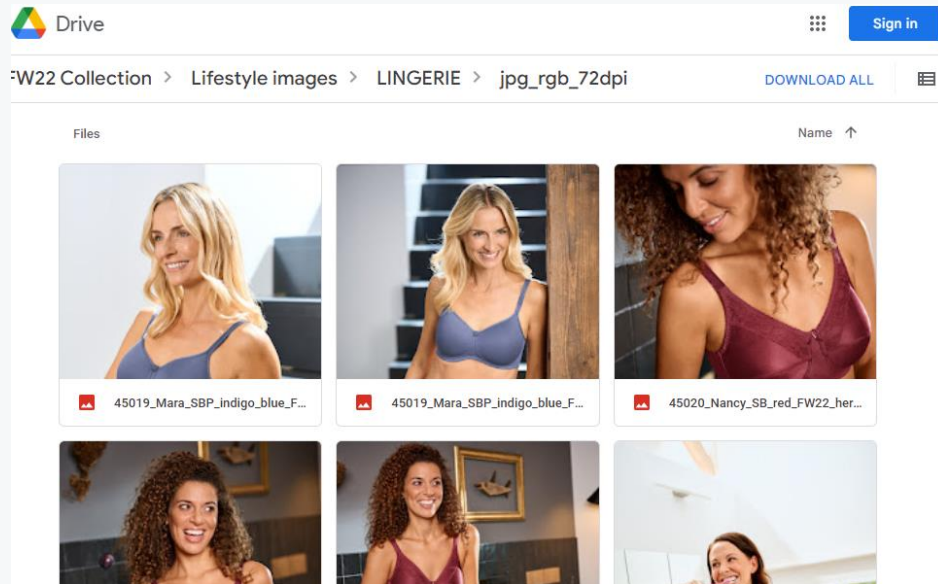 Drive
Sign in
FW22 Collection > Lifestyle images > LINGERIE > jpg_rgb_72dpi
DOWNLOAD ALL
Files
Name
45019_Mara_SBP_indigo_blue_F...
45019_Mara_SBP_indigo_blue_F...
45020_Nancy_SB_red_FW22_her...